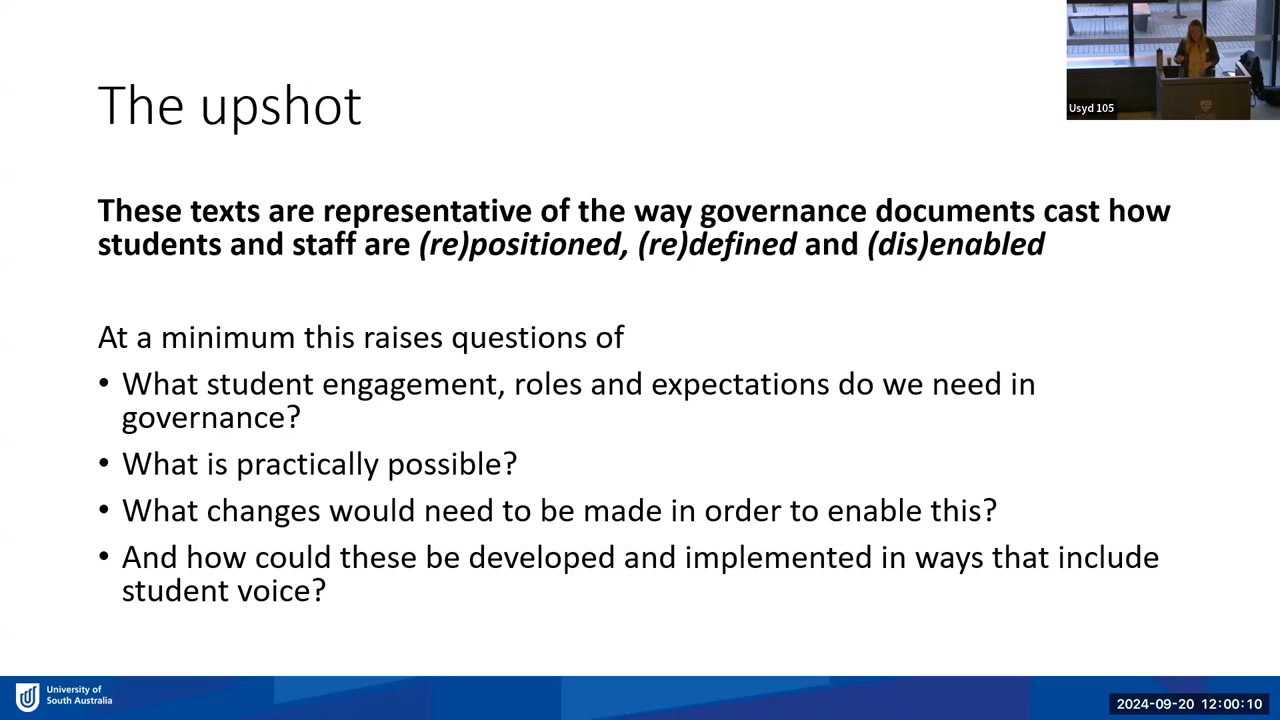 Usyd 105
The upshot
These texts are representative of the way governance documents cast how
students and staff are (re)positioned, (re)defined and (dis)enabled
At a minimum this raises questions of
• What student engagement, roles and expectations do we need in
governance?
• What is practically possible?
• What changes would need to be made in order to enable this?
• And how could these be developed and implemented in ways that include
student voice?
University of
South Australia
2024-09-20 12:00:10